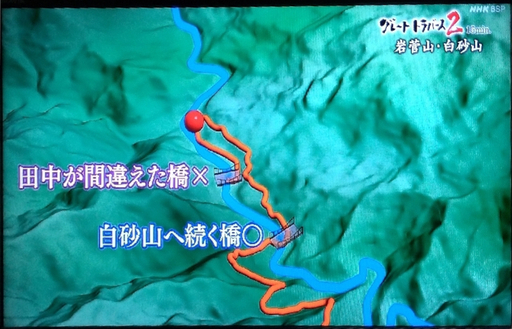 NHK BSP
グレートトラバース2
15min.
岩菅山・白砂山
田中が間違えた橋×
白砂山へ続く橋○